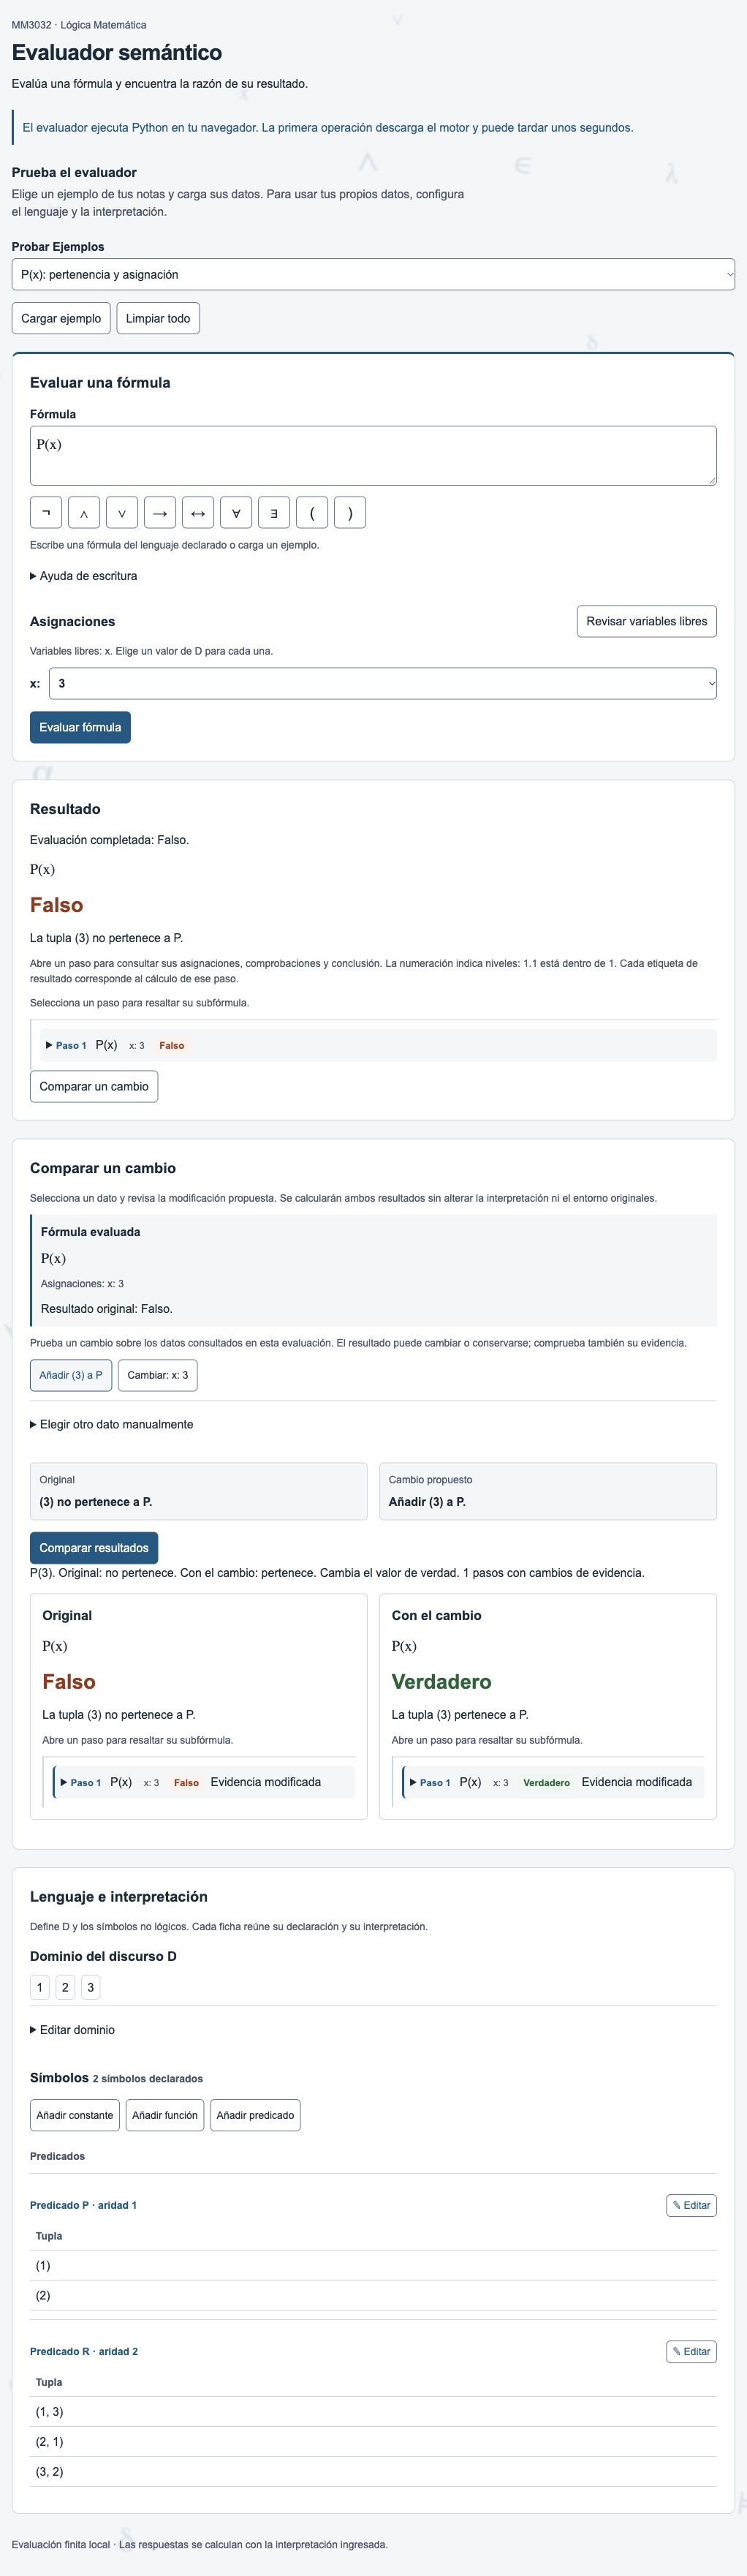 MM3032 · Lógica Matemática
Evaluador semántico
Evalúa una fórmula y encuentra la razón de su resultado.
El evaluador ejecuta Python en tu navegador. La primera operación descarga el motor y puede tardar unos segundos.
Prueba el evaluador
Elige un ejemplo de tus notas y carga sus datos. Para usar tus propios datos, configura
el lenguaje y la interpretación.
Probar Ejemplos
P(x): pertenencia y asignación
Cargar ejemplo Limpiar todo
Evaluar una fórmula
Fórmula
P(x)
¬ ∧ ∨ → ↔ ∀ ∃ ( )
Escribe una fórmula del lenguaje declarado o carga un ejemplo.
▶ Ayuda de escritura
Asignaciones Revisar variables libres
Variables libres: x. Elige un valor de D para cada una.
x: 3
Evaluar fórmula
Resultado
Evaluación completada: Falso.
P(x)
Falso
La tupla (3) no pertenece a P.
Abre un paso para consultar sus asignaciones, comprobaciones y conclusión. La numeración indica niveles: 1.1 está dentro de 1. Cada etiqueta de
resultado corresponde al cálculo de ese paso.
Selecciona un paso para resaltar su subfórmula.
▶ Paso 1 P(x) x: 3 Falso
Comparar un cambio
Comparar un cambio
Selecciona un dato y revisa la modificación propuesta. Se calcularán ambos resultados sin alterar la interpretación ni el entorno originales.
Fórmula evaluada
P(x)
Asignaciones: x: 3
Resultado original: Falso.
Prueba un cambio sobre los datos consultados en esta evaluación. El resultado puede cambiar o conservarse; comprueba también su evidencia.
Añadir (3) a P Cambiar: x: 3
▶ Elegir otro dato manualmente
Original
(3) no pertenece a P.
Cambio propuesto
Añadir (3) a P.
Comparar resultados
P(3). Original: no pertenece. Con el cambio: pertenece. Cambia el valor de verdad. 1 pasos con cambios de evidencia.
Original
P(x)
Falso
La tupla (3) no pertenece a P.
Abre un paso para resaltar su subfórmula.
▶ Paso 1 P(x) x: 3 Falso Evidencia modificada
Con el cambio
P(x)
Verdadero
La tupla (3) pertenece a P.
Abre un paso para resaltar su subfórmula.
▶ Paso 1 P(x) x: 3 Verdadero Evidencia modificada
Lenguaje e interpretación
Define D y los símbolos no lógicos. Cada ficha reúne su declaración y su interpretación.
Dominio del discurso D
1 2 3
▶ Editar dominio
Símbolos 2 símbolos declarados
Añadir constante Añadir función Añadir predicado
Predicados
Predicado P · aridad 1 ✎ Editar
Tupla
(1)
(2)
Predicado R · aridad 2 ✎ Editar
Tupla
(1, 3)
(2, 1)
(3, 2)
Evaluación finita local · Las respuestas se calculan con la interpretación ingresada.